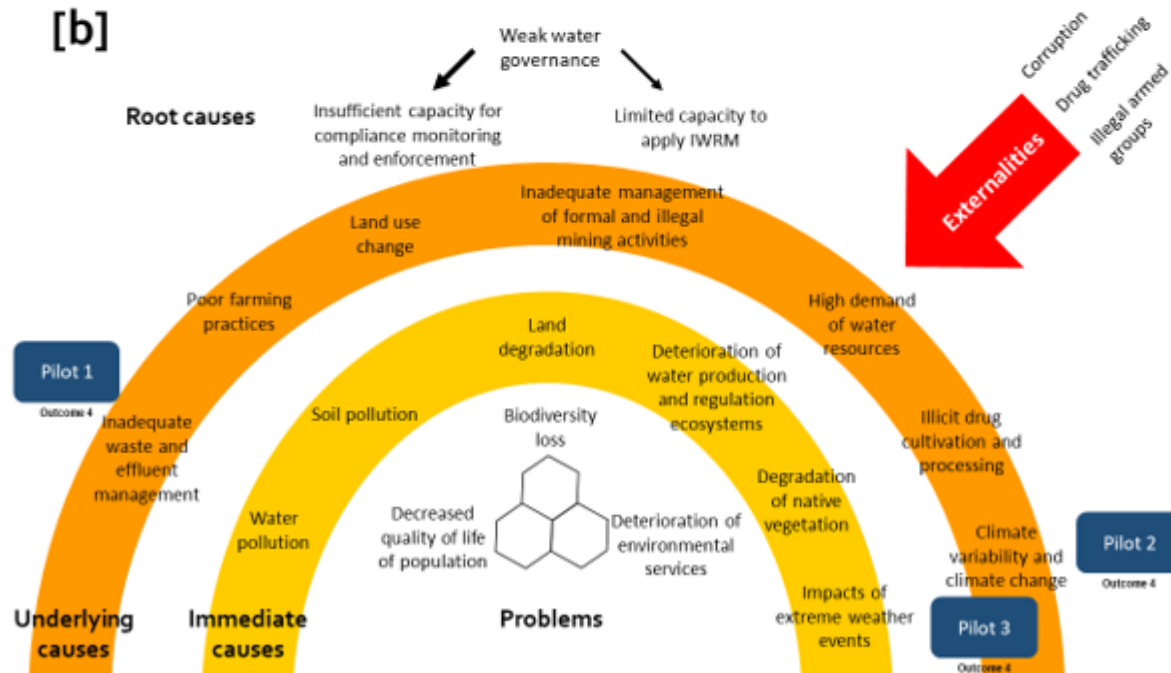 [b]
Weak water
governance
Corruption
Drug trafficking
Illegal armed
groups
Externalities
Root causes
Insufficient capacity for
compliance monitoring
and enforcement
Limited capacity to
apply IWRM
Inadequate management
of formal and illegal
mining activities
Land use
change
Poor farming
practices
High demand
of water
resources
Pilot 1
Outcome 4
Inadequate
waste and
effluent
management
Illicit drug
cultivation and
processing
Climate
variability and
climate change
Pilot 2
Outcome 4
Pilot 3
Outcome 4
Underlying
causes
Land
degradation
Deterioration of
water production
and regulation
ecosystems
Soil pollution
Degradation
of native
vegetation
Water
pollution
Impacts of
extreme weather
events
Immediate
causes
Biodiversity
loss
Decreased
quality of life
of population
Deterioration of
environmental
services
Problems